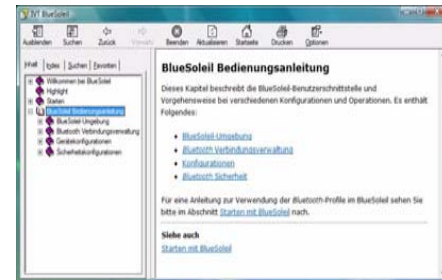 IVT BlueSoleil
Ausblenden Suchen Zurück Beenden Aktualisieren Startseite Drucken Optionen
Inhalt Index Suchen Favoriten
Willkommen bei BlueSoleil
Highlight
Starten
BlueSoleil Bedienungsanleitung
BlueSoleil Umgebung
Bluetooth Verbindungsverwaltung
Gerätekonfigurationen
Sicherheitskonfigurationen
BlueSoleil Bedienungsanleitung
Dieses Kapitel beschreibt die BlueSoleil-Benutzerschnittstelle und
Vorgehensweise bei verschiedenen Konfigurationen und Operationen. Es enthält
Folgendes:
BlueSoleil-Umgebung
Bluetooth Verbindungsverwaltung
Konfigurationen
Bluetooth Sicherheit
Für eine Anleitung zur Verwendung der Bluetooth-Profile im BlueSoleil sehen Sie
bitte im Abschnitt Starten mit BlueSoleil nach.
Siehe auch
Starten mit BlueSoleil